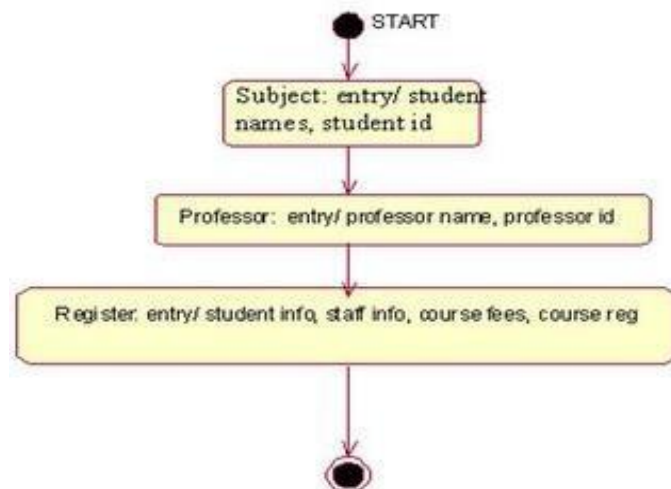 START
Subject: entry/ student
names, student id
Professor: entry/ professor name, professor id
Register: entry/ student info, staff info, course fees, course reg